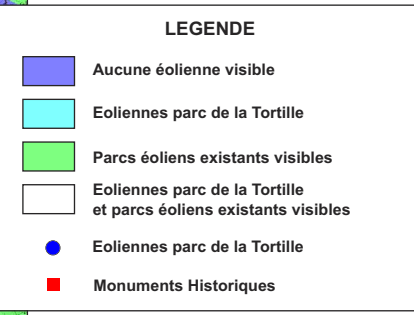 LEGENDE
Aucune éolienne visible
Eoliennes parc de la Tortille
Parcs éoliens existants visibles
Eoliennes parc de la Tortille
et parcs éoliens existants visibles
Eoliennes parc de la Tortille
Monuments Historiques